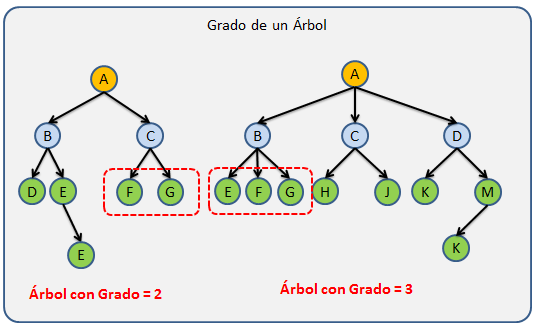 Grado de un Árbol
A
B C
D E F G
E
Árbol con Grado = 2
A
B C D
E F G H J K M
K
Árbol con Grado = 3